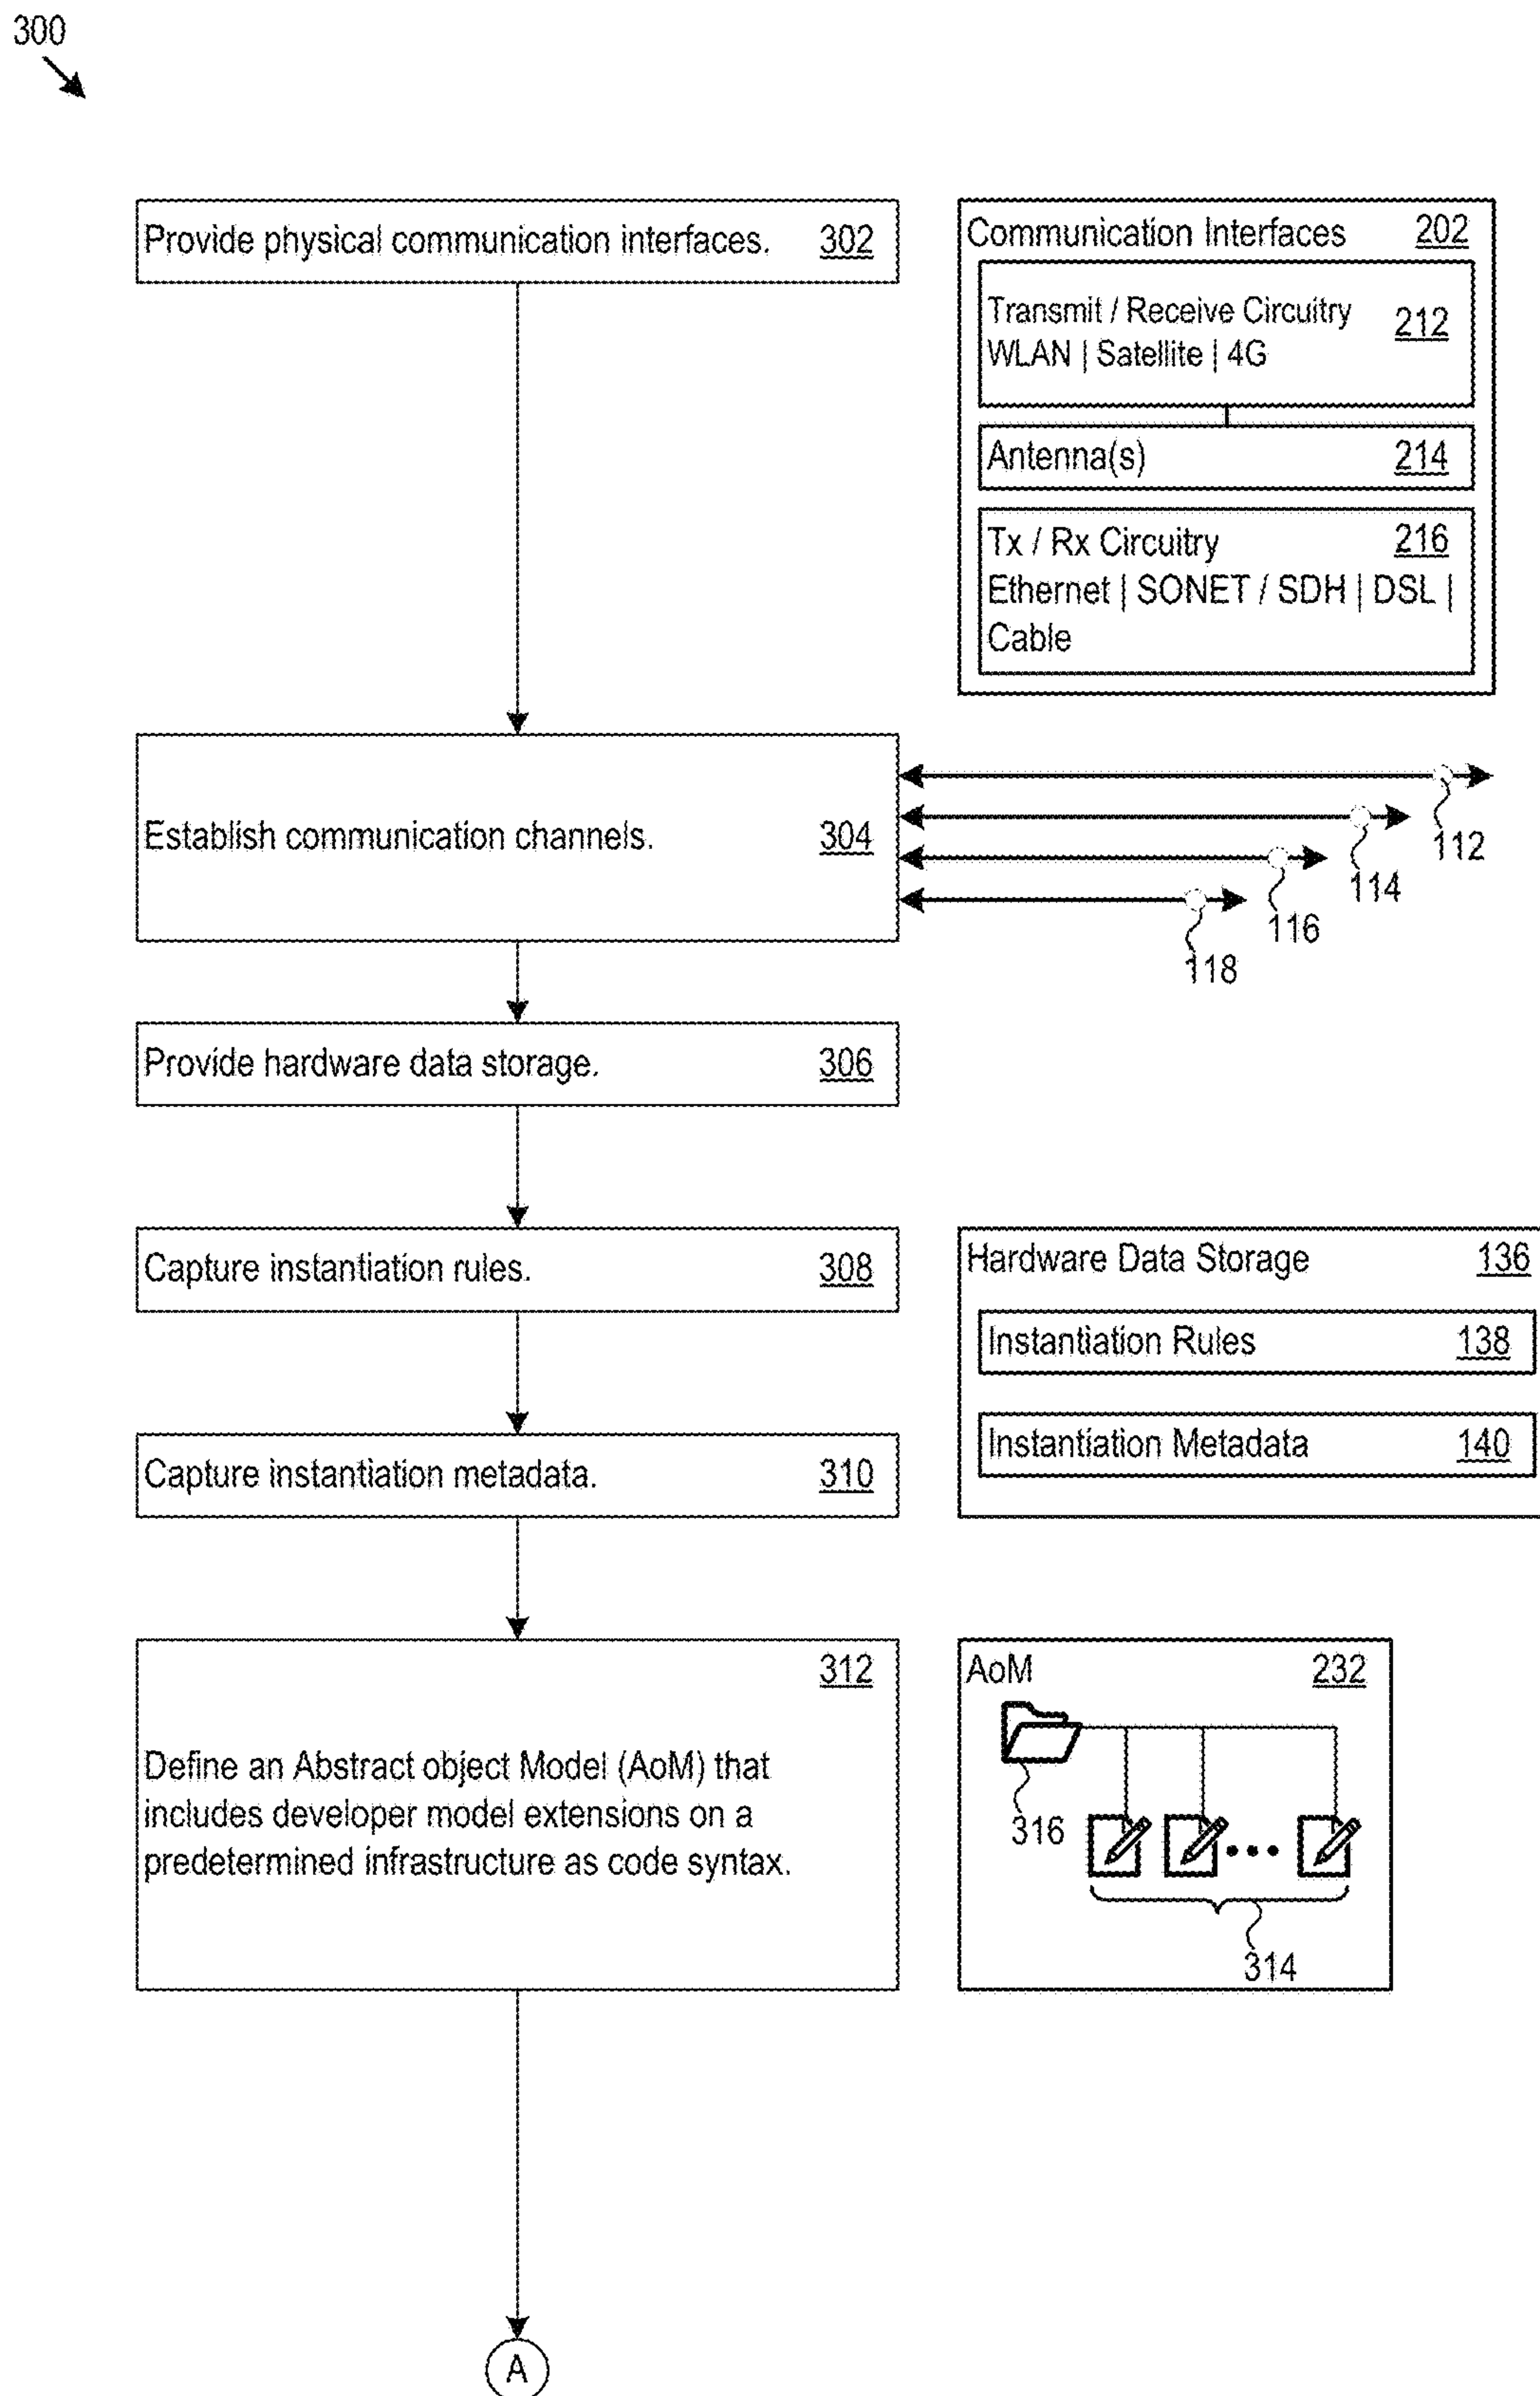 300
Provide physical communication interfaces. 302
Communication Interfaces 202
Transmit / Receive Circuitry 212
WLAN | Satellite | 4G
Antenna(s) 214
Tx / Rx Circuitry 216
Ethernet | SONET / SDH | DSL |
Cable
Establish communication channels. 304
112
114
116
118
Provide hardware data storage. 306
Capture instantiation rules. 308
Hardware Data Storage 136
Instantiation Rules 138
Instantiation Metadata 140
Capture instantiation metadata. 310
312
Define an Abstract object Model (AoM) that
includes developer model extensions on a
predetermined infrastructure as code syntax.
AoM 232
316
314
A